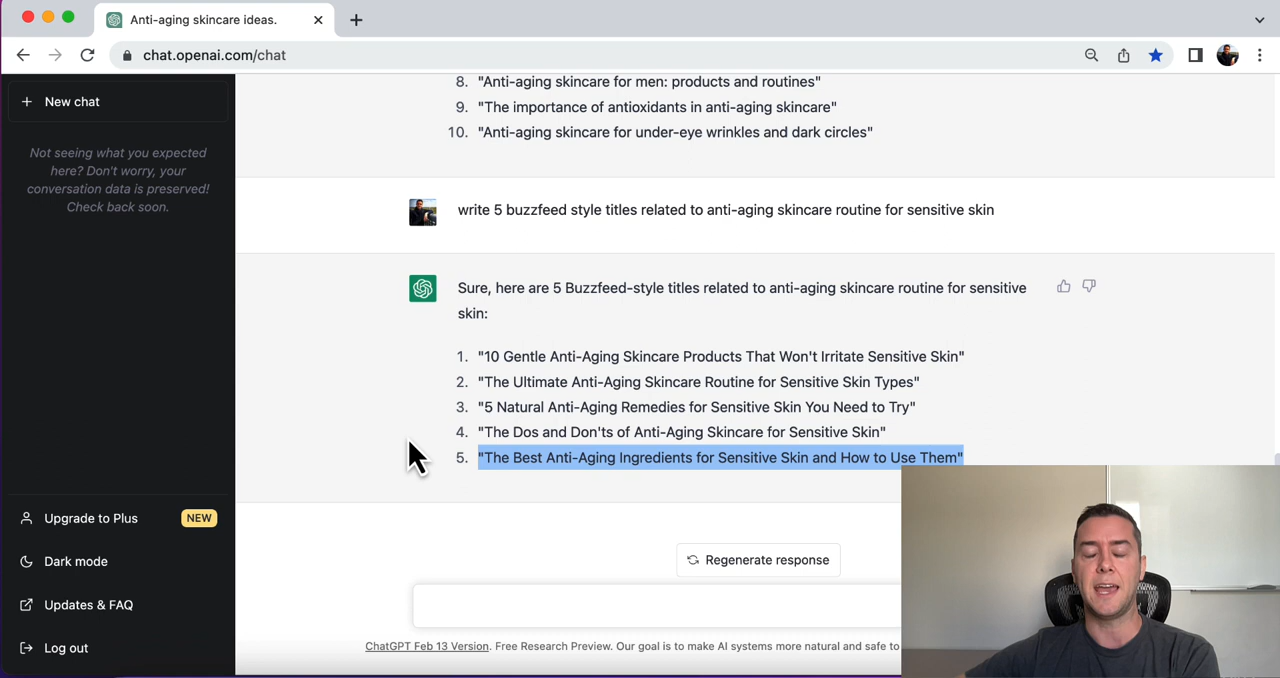 Anti-aging skincare ideas.
chat.openai.com/chat
New chat
Not seeing what you expected
here? Don't worry, your
conversation data is preserved!
Check back soon.
Upgrade to Plus NEW
Dark mode
Updates & FAQ
Log out
8. "Anti-aging skincare for men: products and routines"
9. "The importance of antioxidants in anti-aging skincare"
10. "Anti-aging skincare for under-eye wrinkles and dark circles"
write 5 buzzfeed style titles related to anti-aging skincare routine for sensitive skin
Sure, here are 5 Buzzfeed-style titles related to anti-aging skincare routine for sensitive
skin:
1. "10 Gentle Anti-Aging Skincare Products That Won't Irritate Sensitive Skin"
2. "The Ultimate Anti-Aging Skincare Routine for Sensitive Skin Types"
3. "5 Natural Anti-Aging Remedies for Sensitive Skin You Need to Try"
4. "The Dos and Don'ts of Anti-Aging Skincare for Sensitive Skin"
5. "The Best Anti-Aging Ingredients for Sensitive Skin and How to Use Them"
Regenerate response
ChatGPT Feb 13 Version. Free Research Preview. Our goal is to make AI systems more natural and safe to